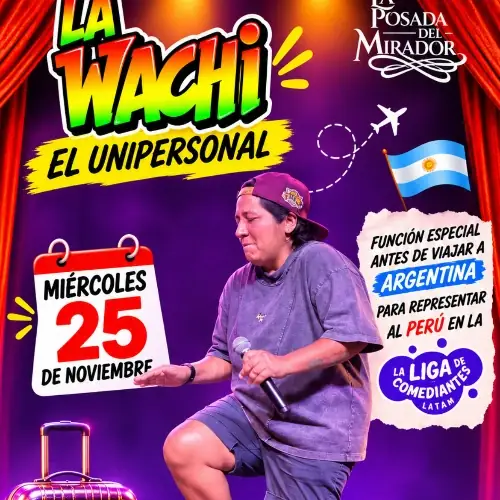 LA
WACHi
EL UNIPERSONAL
LA
POSADA
DEL
MIRADOR
MIÉRCOLES
25
DE NOVIEMBRE
FUNCIÓN ESPECIAL
ANTES DE VIAJAR A
ARGENTINA
PARA REPRESENTAR
AL PERÚ EN LA
LA LIGA DE
COMEDIANTES
LATAM